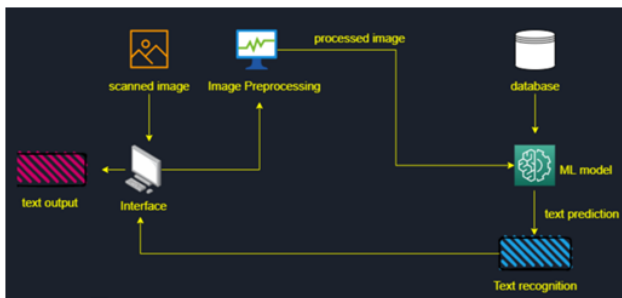 processed image
scanned image
Image Preprocessing
database
ML model
text output
Interface
text prediction
Text recognition